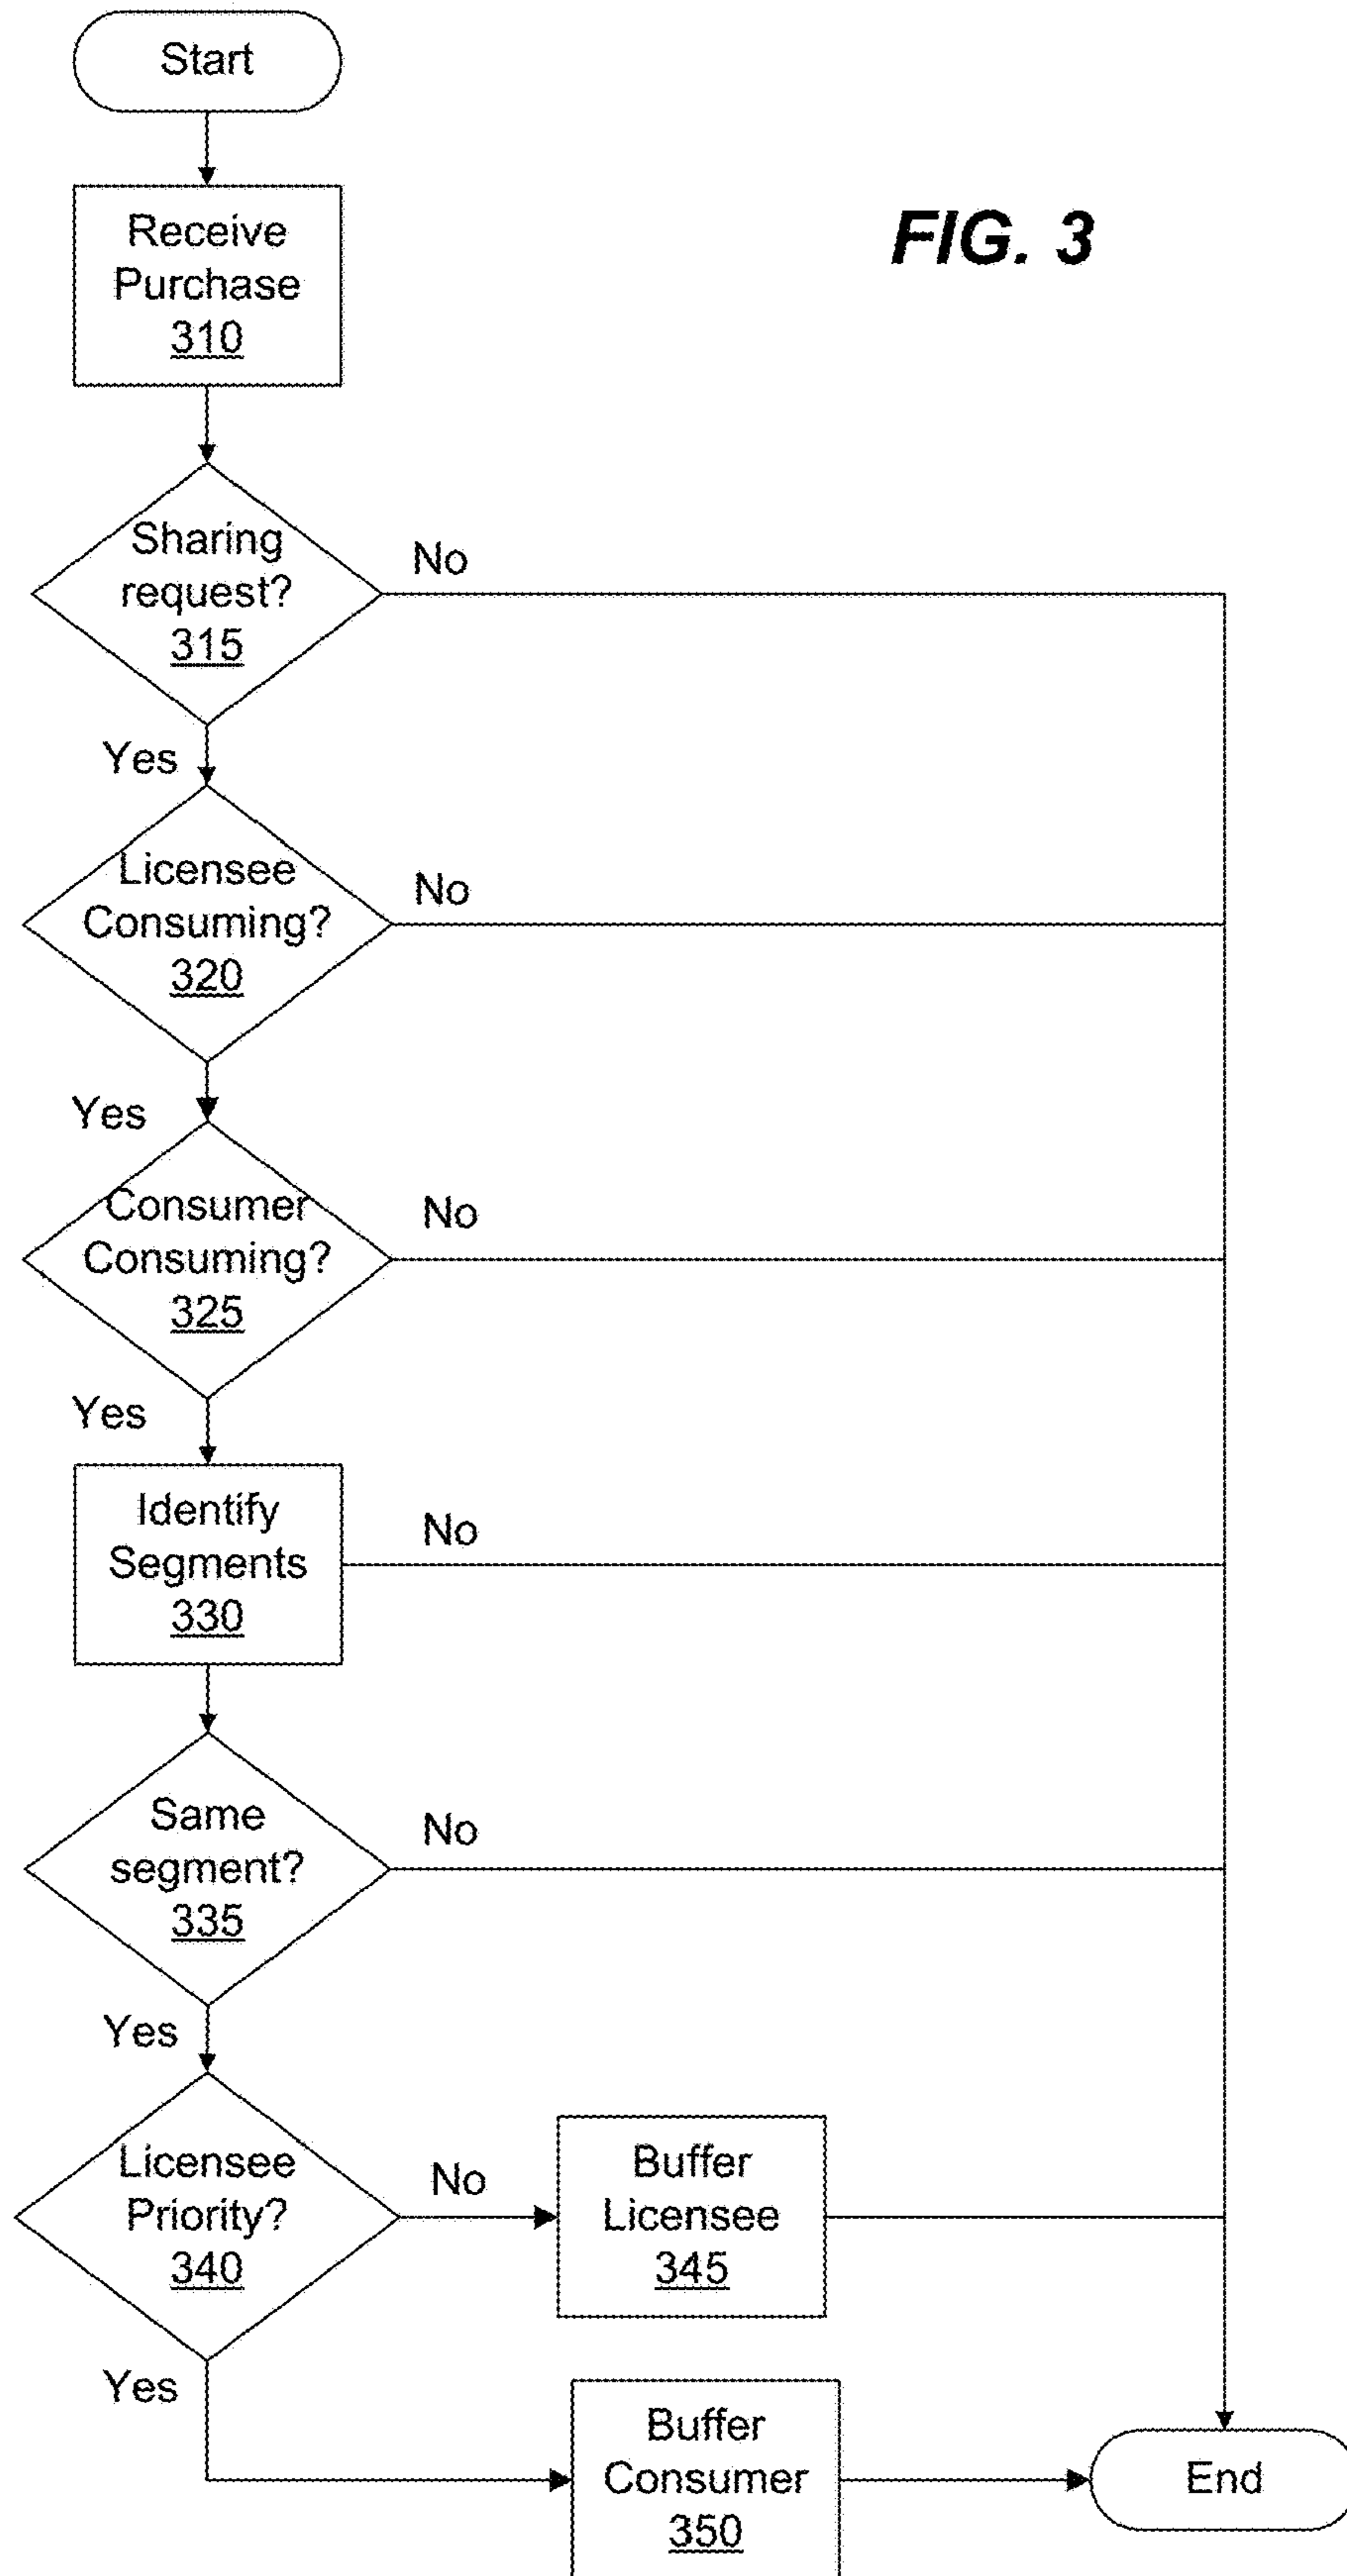 Start
FIG. 3
Receive
Purchase
310
Sharing
request?
315
No
Yes
Licensee
Consuming?
320
No
Yes
Consumer
Consuming?
325
No
Yes
Identify
Segments
330
No
Same
segment?
335
No
Yes
Licensee
Priority?
340
No
Buffer
Licensee
345
Yes
Buffer
Consumer
350
End